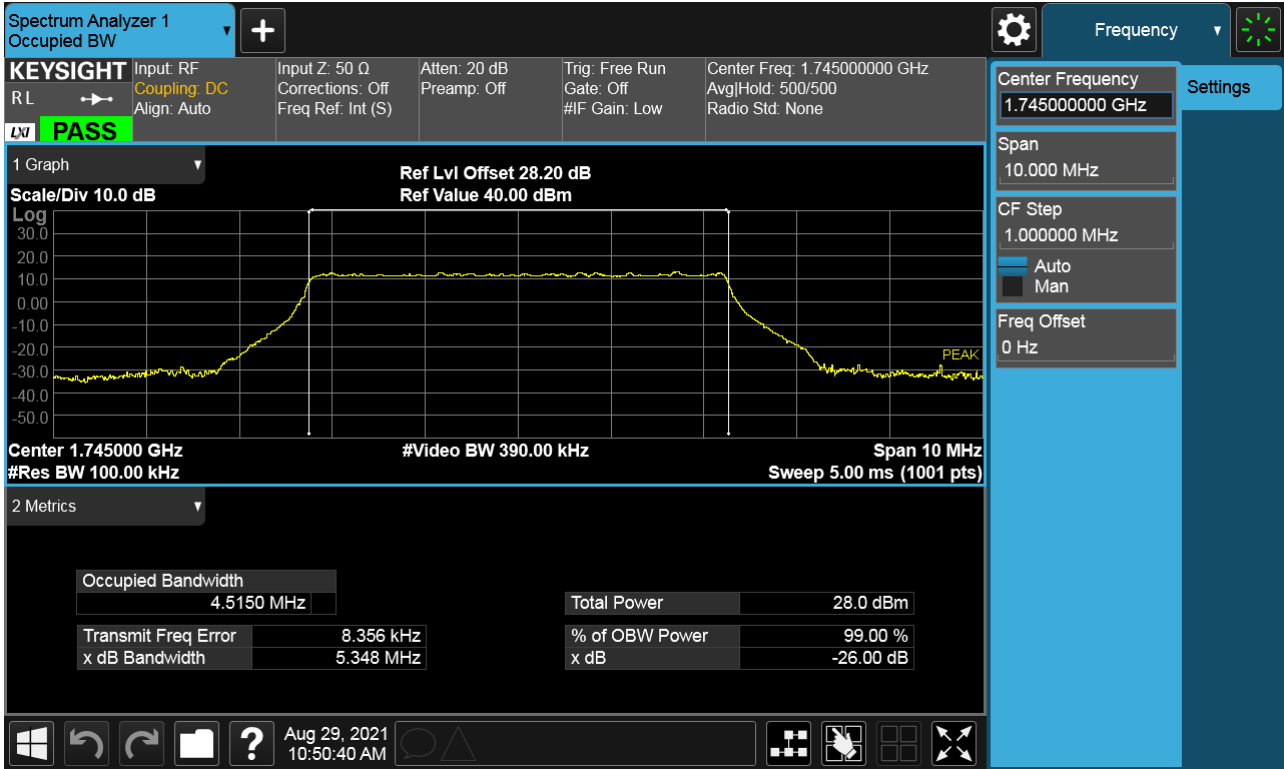 Spectrum Analyzer 1
Occupied BW
Frequency
KEYSIGHT
R L
LXI PASS
Input: RF
Coupling: DC
Align: Auto
Input Z: 50 Ω
Corrections: Off
Freq Ref: Int (S)
Atten: 20 dB
Preamp: Off
Trig: Free Run
Gate: Off
#IF Gain: Low
Center Freq: 1.745000000 GHz
Avg|Hold: 500/500
Radio Std: None
Center Frequency
1.745000000 GHz
Settings
Span
10.000 MHz
CF Step
1.000000 MHz
Auto
Man
Freq Offset
0 Hz
1 Graph
Scale/Div 10.0 dB
Ref Lvl Offset 28.20 dB
Ref Value 40.00 dBm
Log
30.0
20.0
10.0
0.00
-10.0
-20.0
-30.0
-40.0
-50.0
PEAK
Center 1.745000 GHz
#Video BW 390.00 kHz
Span 10 MHz
#Res BW 100.00 kHz
Sweep 5.00 ms (1001 pts)
2 Metrics
Occupied Bandwidth
4.5150 MHz
Total Power 28.0 dBm
Transmit Freq Error 8.356 kHz
% of OBW Power 99.00 %
x dB Bandwidth 5.348 MHz
x dB -26.00 dB
?
Aug 29, 2021
10:50:40 AM